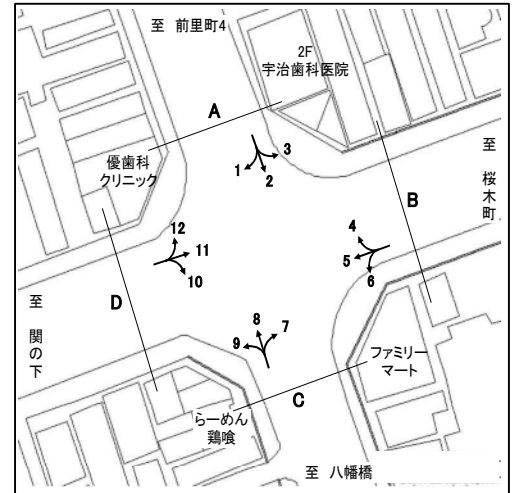 至 前里町4
2F
宇治歯科医院
A
優歯科
クリニック
1
2
3
至 桜木町
B
4
5
6
12
11
10
D
至 関の下
9
8
7
ファミリー
マート
C
らーめん
鶏喰
至 八幡橋